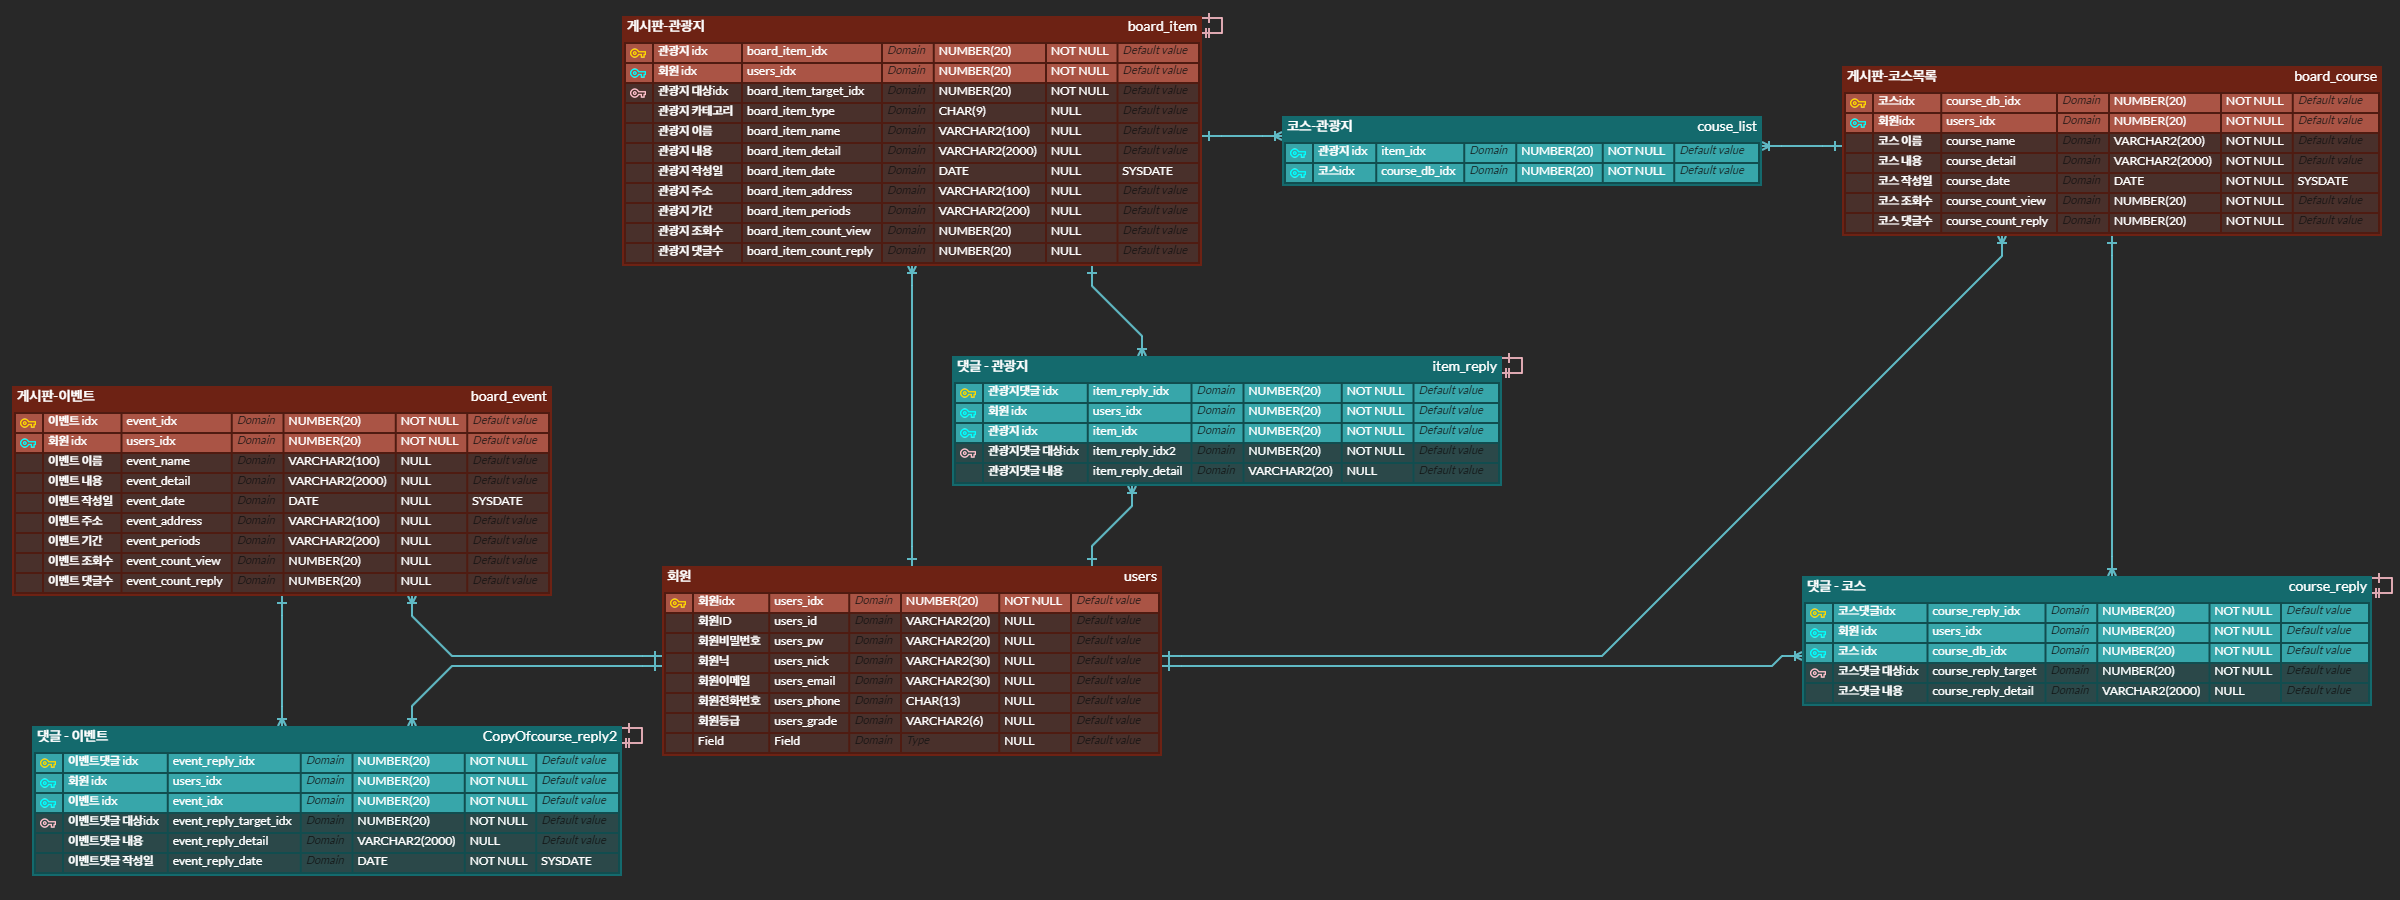 게시판-관광지 board_item
관광지 idx board_item_idx Domain NUMBER(20) NOT NULL Default value
회원 idx users_idx Domain NUMBER(20) NOT NULL Default value
관광지 대상idx board_item_target_idx Domain NUMBER(20) NOT NULL Default value
관광지 카테고리 board_item_type Domain CHAR(9) NULL Default value
관광지 이름 board_item_name Domain VARCHAR2(100) NULL Default value
관광지 내용 board_item_detail Domain VARCHAR2(2000) NULL Default value
관광지 작성일 board_item_date Domain DATE NULL SYSDATE
관광지 주소 board_item_address Domain VARCHAR2(100) NULL Default value
관광지 기간 board_item_periods Domain VARCHAR2(200) NULL Default value
관광지 조회수 board_item_count_view Domain NUMBER(20) NULL Default value
관광지 댓글수 board_item_count_reply Domain NUMBER(20) NULL Default value
코스-관광지 couse_list
관광지 idx item_idx Domain NUMBER(20) NOT NULL Default value
코스idx course_db_idx Domain NUMBER(20) NOT NULL Default value
게시판-코스목록 board_course
코스idx course_db_idx Domain NUMBER(20) NOT NULL Default value
회원idx users_idx Domain NUMBER(20) NOT NULL Default value
코스 이름 course_name Domain VARCHAR2(200) NOT NULL Default value
코스 내용 course_detail Domain VARCHAR2(2000) NOT NULL Default value
코스 작성일 course_date Domain DATE NOT NULL SYSDATE
코스 조회수 course_count_view Domain NUMBER(20) NOT NULL Default value
코스 댓글수 course_count_reply Domain NUMBER(20) NOT NULL Default value
댓글 - 관광지 item_reply
관광지댓글 idx item_reply_idx Domain NUMBER(20) NOT NULL Default value
회원 idx users_idx Domain NUMBER(20) NOT NULL Default value
관광지 idx item_idx Domain NUMBER(20) NOT NULL Default value
관광지댓글 대상idx item_reply_idx2 Domain NUMBER(20) NOT NULL Default value
관광지댓글 내용 item_reply_detail Domain VARCHAR2(20) NULL Default value
게시판-이벤트 board_event
이벤트 idx event_idx Domain NUMBER(20) NOT NULL Default value
회원 idx users_idx Domain NUMBER(20) NOT NULL Default value
이벤트 이름 event_name Domain VARCHAR2(100) NULL Default value
이벤트 내용 event_detail Domain VARCHAR2(2000) NULL Default value
이벤트 작성일 event_date Domain DATE NULL SYSDATE
이벤트 주소 event_address Domain VARCHAR2(100) NULL Default value
이벤트 기간 event_periods Domain VARCHAR2(200) NULL Default value
이벤트 조회수 event_count_view Domain NUMBER(20) NULL Default value
이벤트 댓글수 event_count_reply Domain NUMBER(20) NULL Default value
회원 users
회원idx users_idx Domain NUMBER(20) NOT NULL Default value
회원ID users_id Domain VARCHAR2(20) NULL Default value
회원비밀번호 users_pw Domain VARCHAR2(20) NULL Default value
회원닉 users_nick Domain VARCHAR2(30) NULL Default value
회원이메일 users_email Domain VARCHAR2(30) NULL Default value
회원전화번호 users_phone Domain CHAR(13) NULL Default value
회원등급 users_grade Domain VARCHAR2(6) NULL Default value
Field Field Domain Type NULL Default value
댓글 - 코스 course_reply
코스댓글idx course_reply_idx Domain NUMBER(20) NOT NULL Default value
회원 idx users_idx Domain NUMBER(20) NOT NULL Default value
코스 idx course_db_idx Domain NUMBER(20) NOT NULL Default value
코스댓글 대상idx course_reply_target Domain NUMBER(20) NOT NULL Default value
코스댓글 내용 course_reply_detail Domain VARCHAR2(2000) NULL Default value
댓글 - 이벤트 CopyOfcourse_reply2
이벤트댓글 idx event_reply_idx Domain NUMBER(20) NOT NULL Default value
회원 idx users_idx Domain NUMBER(20) NOT NULL Default value
이벤트 idx event_idx Domain NUMBER(20) NOT NULL Default value
이벤트댓글 대상idx event_reply_target_idx Domain NUMBER(20) NOT NULL Default value
이벤트댓글 내용 event_reply_detail Domain VARCHAR2(2000) NULL Default value
이벤트댓글 작성일 event_reply_date Domain DATE NOT NULL SYSDATE